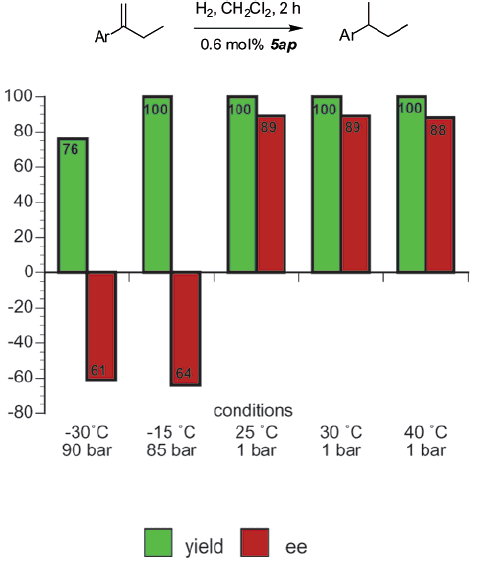 H2, CH2Cl2, 2 h
Ar
0.6 mol% 5ap
Ar
100
80
60
40
20
0
-20
-40
-60
-80
76
100
100
100
100
89
89
88
61
64
conditions
-30°C -15 °C 25 °C 30 °C 40 °C
90 bar 85 bar 1 bar 1 bar 1 bar
yield ee